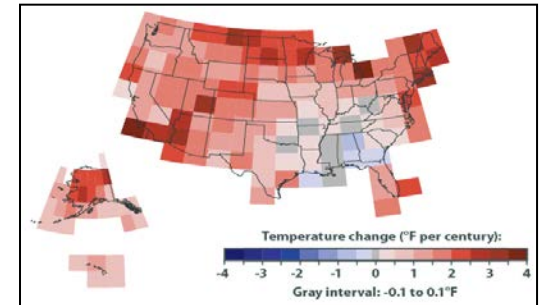 Temperature change (°F per century):
-4 -3 -2 -1 0 1 2 3 4
Gray interval: -0.1 to 0.1°F